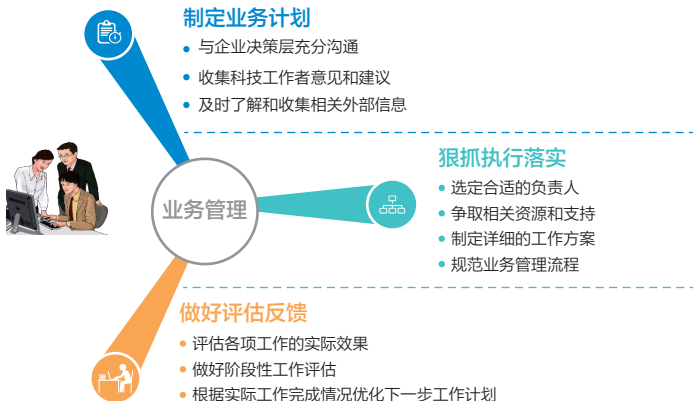 制定业务计划
与企业决策层充分沟通
收集科技工作者意见和建议
及时了解和收集相关外部信息
业务管理
狠抓执行落实
选定合适的负责人
争取相关资源和支持
制定详细的工作方案
规范业务管理流程
做好评估反馈
评估各项工作的实际效果
做好阶段性工作评估
根据实际工作完成情况优化下一步工作计划